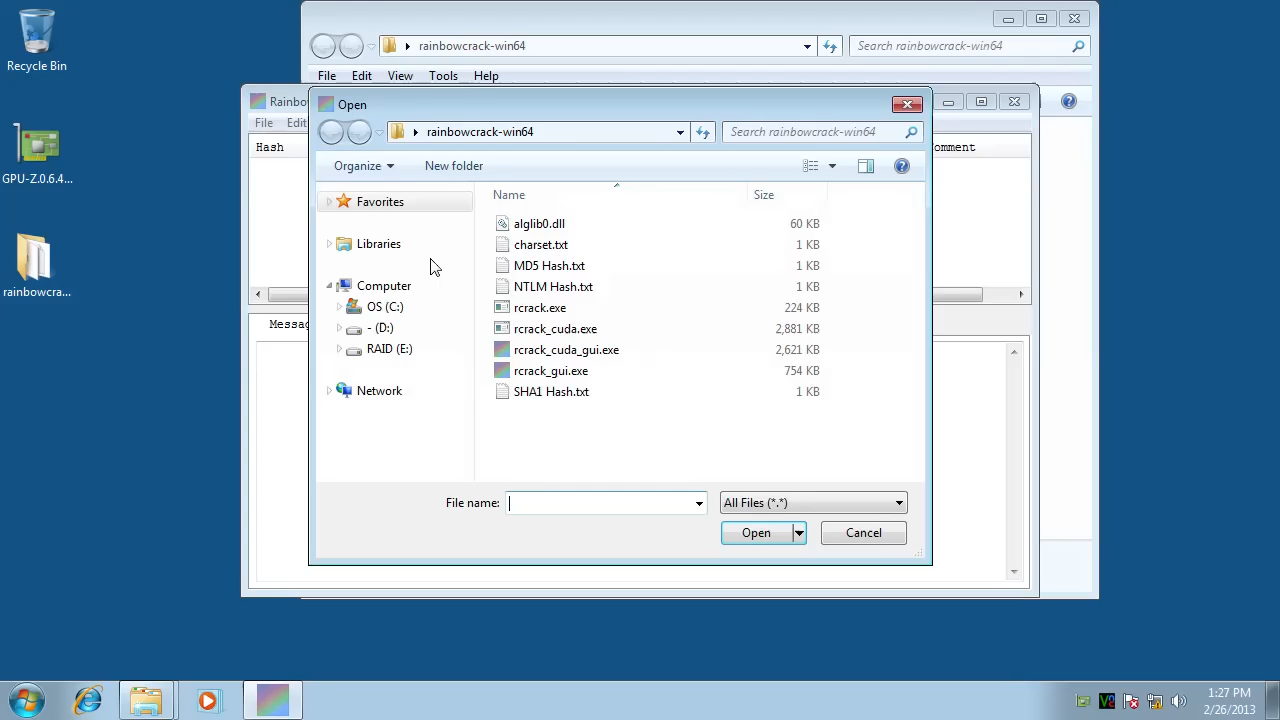 Recycle Bin
GPU-Z.0.6.4...
rainbowcra...
rainbowcrack-win64
Search rainbowcrack-win64
File Edit View Tools Help
Rainbo
File Edit
Hash
omment
Messag
Open
rainbowcrack-win64
Search rainbowcrack-win64
Organize New folder
Favorites
Libraries
Computer
OS (C:)
- (D:)
RAID (E:)
Network
Name Size
alglib0.dll 60 KB
charset.txt 1 KB
MD5 Hash.txt 1 KB
NTLM Hash.txt 1 KB
rcrack.exe 224 KB
rcrack_cuda.exe 2,881 KB
rcrack_cuda_gui.exe 2,621 KB
rcrack_gui.exe 754 KB
SHA1 Hash.txt 1 KB
File name: All Files (*.*)
Open Cancel
1:27 PM
2/26/2013